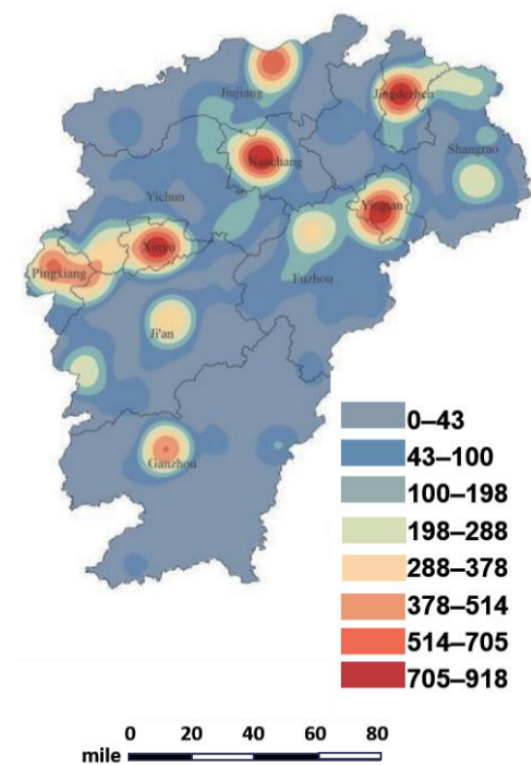 Jiujiang
Jingdezhen
Shangrao
Nanchang
Yichun
Yingtan
Xinyu
Pingxiang
Fuzhou
Ji'an
Ganzhou
0–43
43–100
100–198
198–288
288–378
378–514
514–705
705–918
0 20 40 60 80
mile